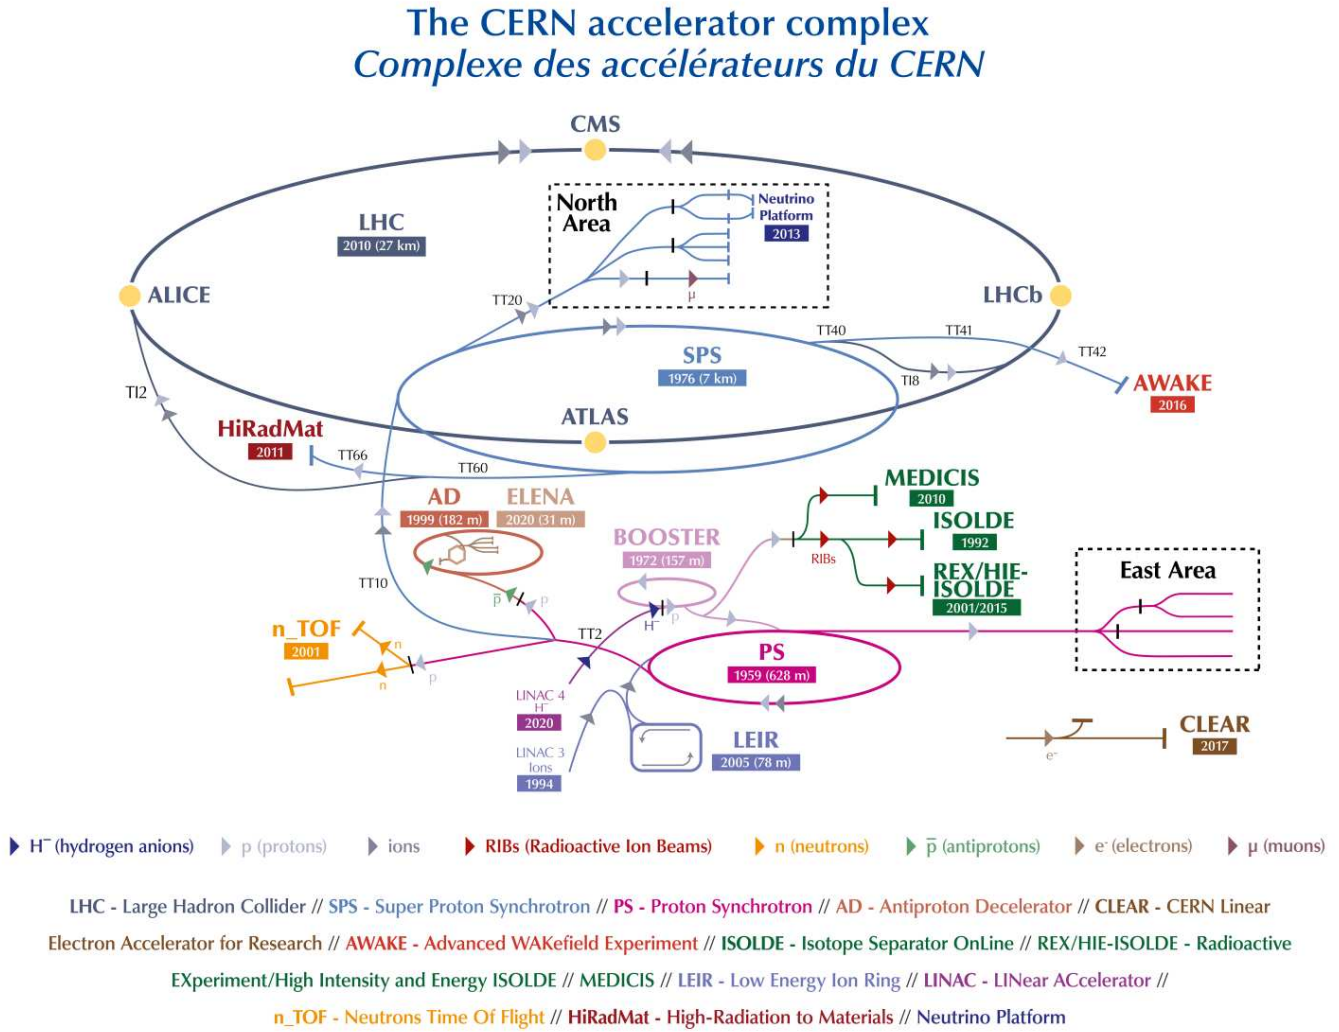 The CERN accelerator complex
Complexe des accélérateurs du CERN
CMS
North
Area
Neutrino
Platform
2013
LHC
2010 (27 km)
ALICE
LHCb
TT20
μ
TT40
TT41
TT42
SPS
1976 (7 km)
TI8
AWAKE
2016
TI2
ATLAS
HiRadMat
2011
TT66
TT60
MEDICIS
2010
AD
1999 (182 m)
ELENA
2020 (31 m)
ISOLDE
1992
BOOSTER
1972 (157 m)
RIBs
REX/HIE-
ISOLDE
2001/2015
East Area
TT10
p̅
p
H⁻
p
n_TOF
2001
n
n
p
TT2
PS
1959 (628 m)
LINAC 4
H⁻
2020
LINAC 3
Ions
1994
LEIR
2005 (78 m)
CLEAR
2017
e⁻
H⁻ (hydrogen anions) p (protons) ions RIBs (Radioactive Ion Beams) n (neutrons) p̅ (antiprotons) e⁻ (electrons) μ (muons)
LHC - Large Hadron Collider // SPS - Super Proton Synchrotron // PS - Proton Synchrotron // AD - Antiproton Decelerator // CLEAR - CERN Linear
Electron Accelerator for Research // AWAKE - Advanced WAKefield Experiment // ISOLDE - Isotope Separator OnLine // REX/HIE-ISOLDE - Radioactive
EXperiment/High Intensity and Energy ISOLDE // MEDICIS // LEIR - Low Energy Ion Ring // LINAC - LINear ACcelerator //
n_TOF - Neutrons Time Of Flight // HiRadMat - High-Radiation to Materials // Neutrino Platform